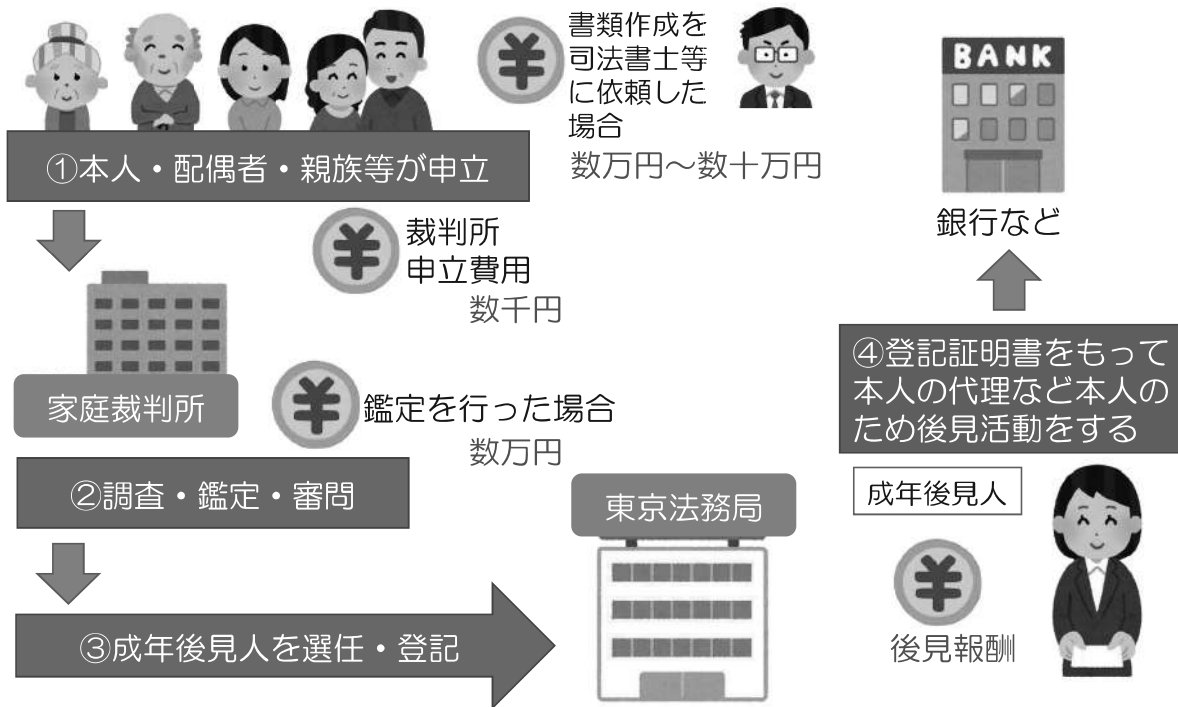 書類作成を
司法書士等
に依頼した
場合
数万円～数十万円
①本人・配偶者・親族等が申立
裁判所
申立費用
数千円
家庭裁判所
鑑定を行った場合
数万円
②調査・鑑定・審問
③成年後見人を選任・登記
東京法務局
BANK
銀行など
④登記証明書をもって
本人の代理など本人の
ため後見活動をする
成年後見人
後見報酬
¥
¥
¥
¥